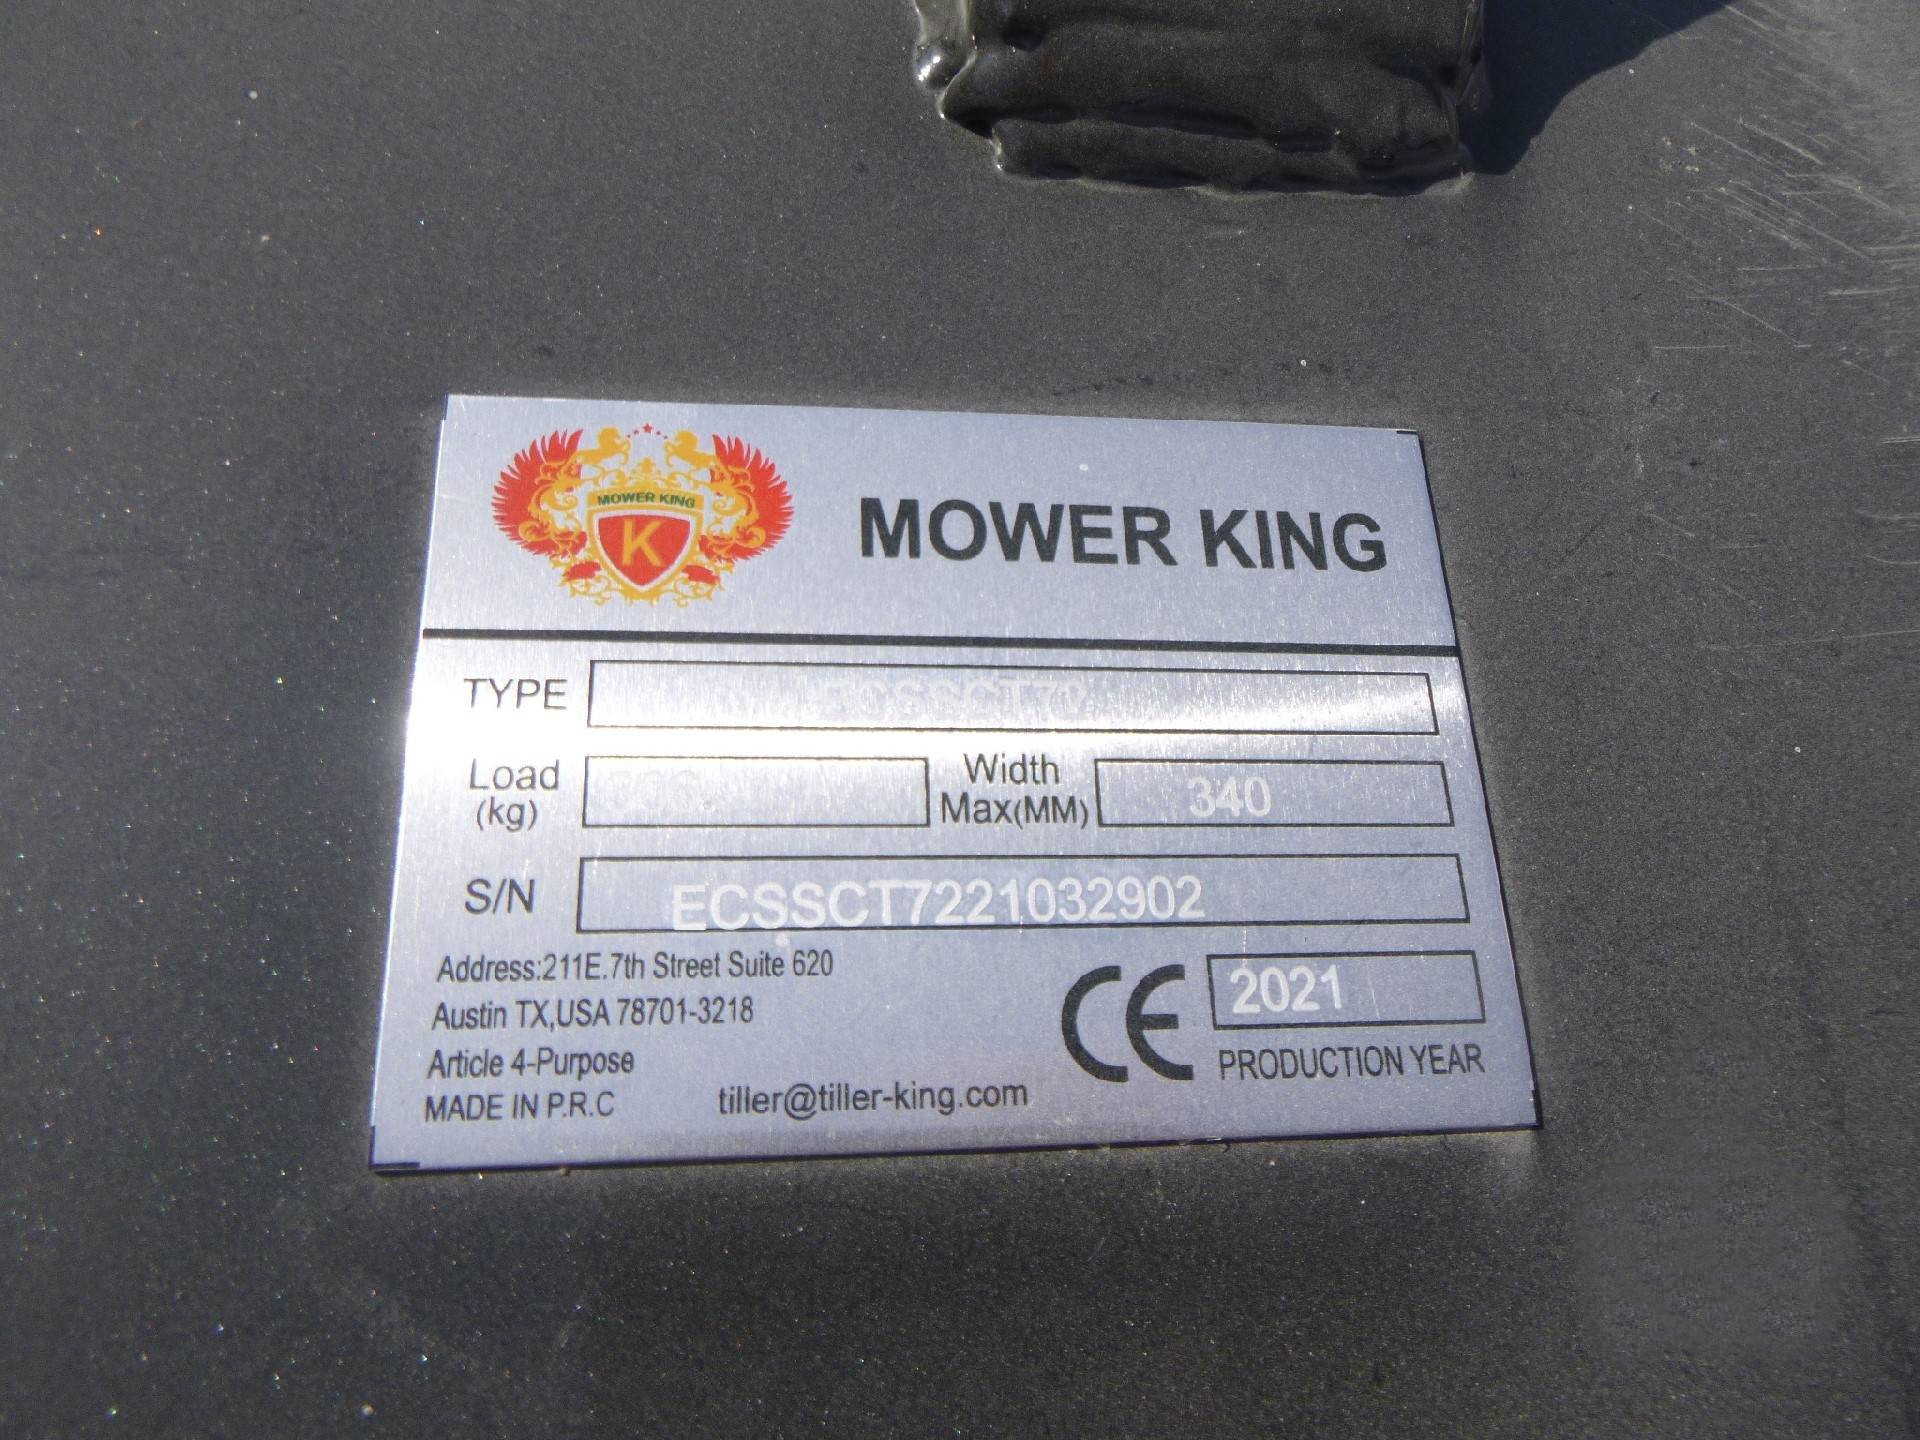 MOWER KING
K
MOWER KING
TYPE ECSSCT72
Load (kg) Width Max(MM) 340
S/N ECSSCT7221032902
Address:211E.7th Street Suite 620
Austin TX,USA 78701-3218
Article 4-Purpose
MADE IN P.R.C tiller@tiller-king.com
CE 2021
PRODUCTION YEAR